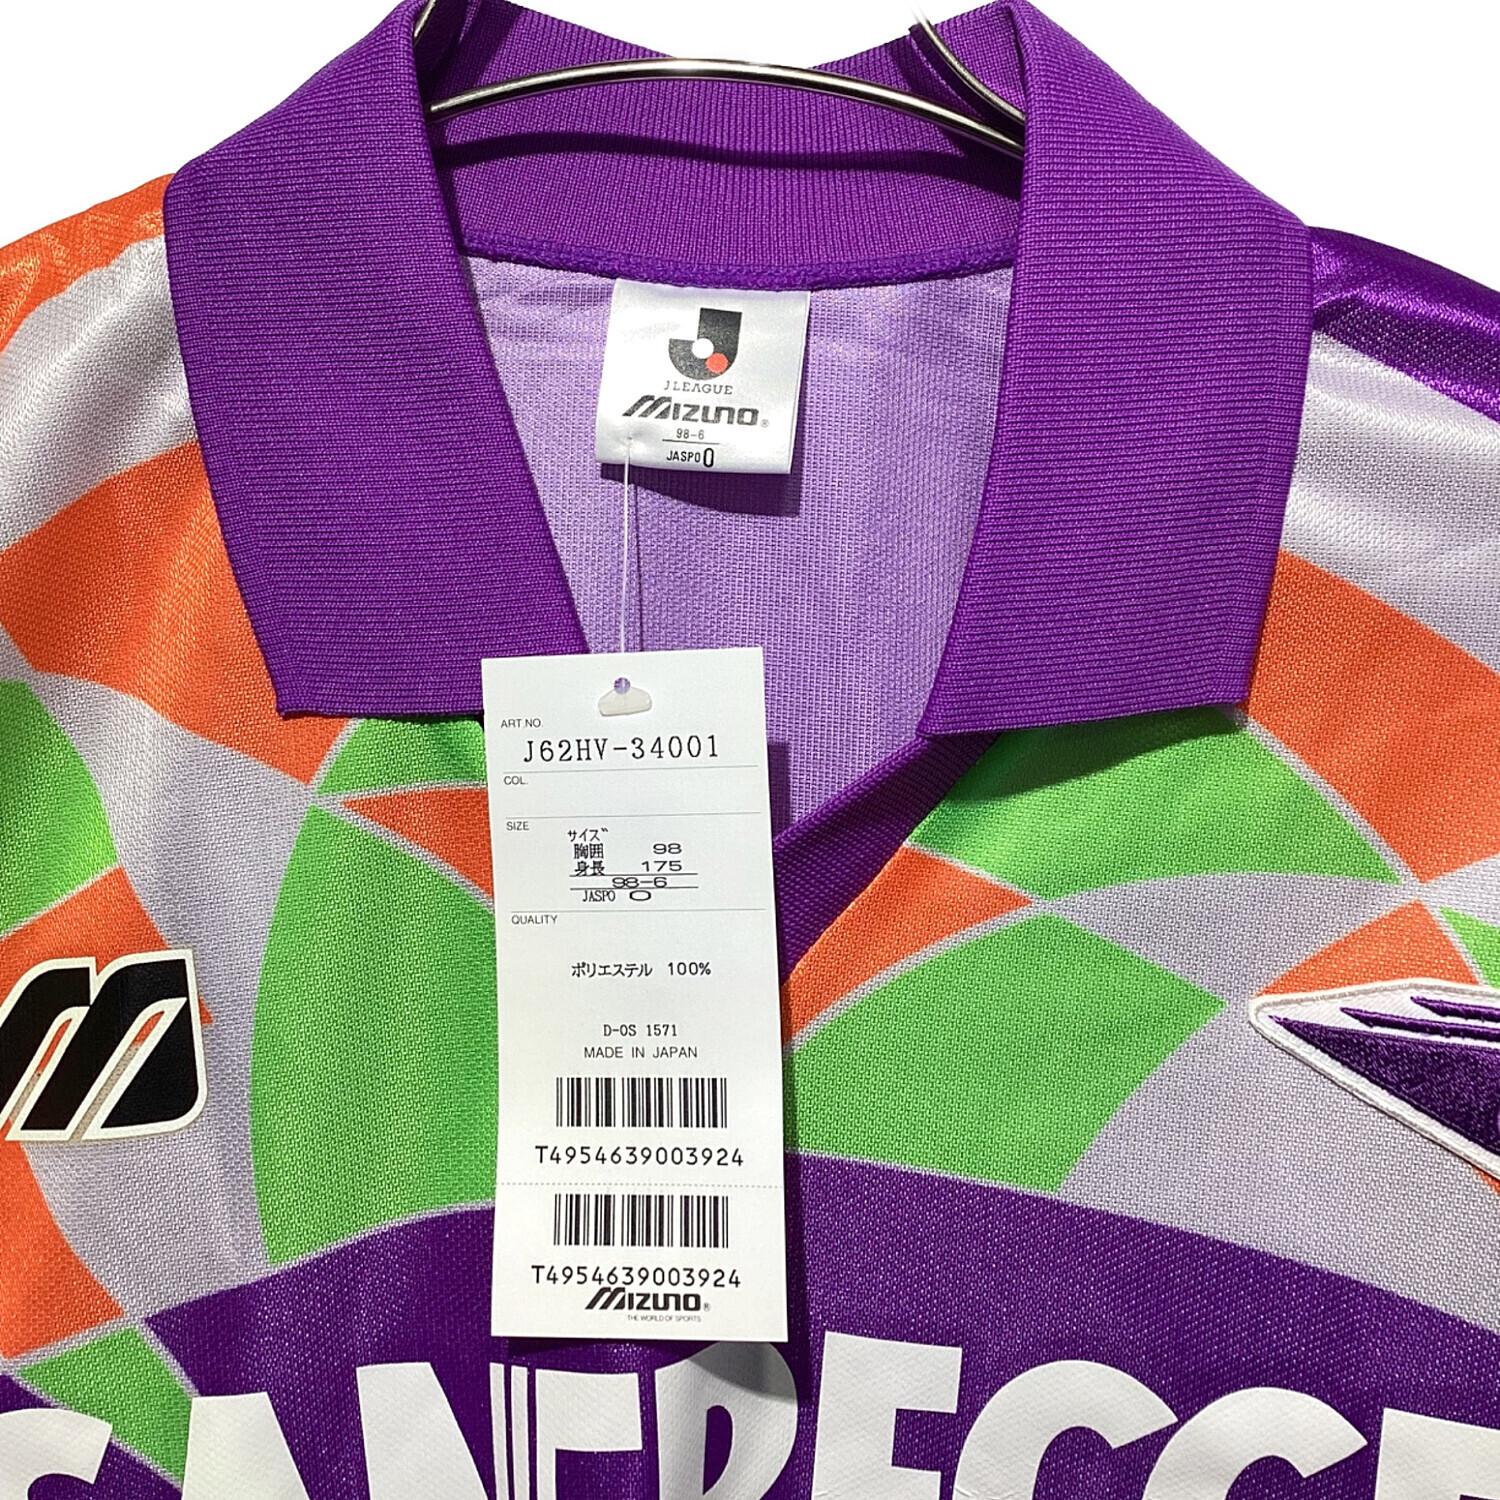 J.LEAGUE
MIZUNO®
98-6
JASPO O
ART NO.
J62HV-34001
COL.
SIZE
サイズ
胸囲 98
身長 175
98-6
JASPO O
QUALITY
ポリエステル 100%
D-OS 1571
MADE IN JAPAN
T4954639003924
T4954639003924
MIZUNO®
THE WORLD OF SPORTS
SANFRECCE